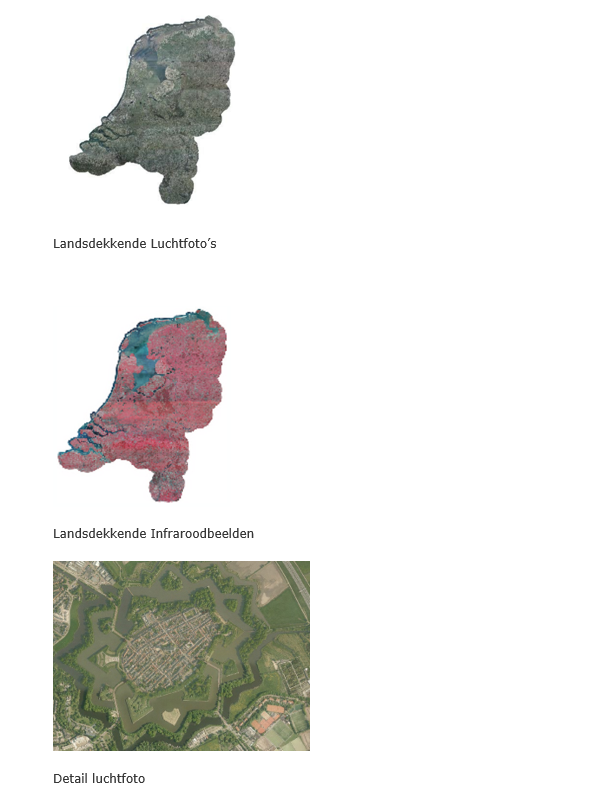 Landsdekkende Luchtfoto´s
Landsdekkende Infraroodbeelden
Detail luchtfoto